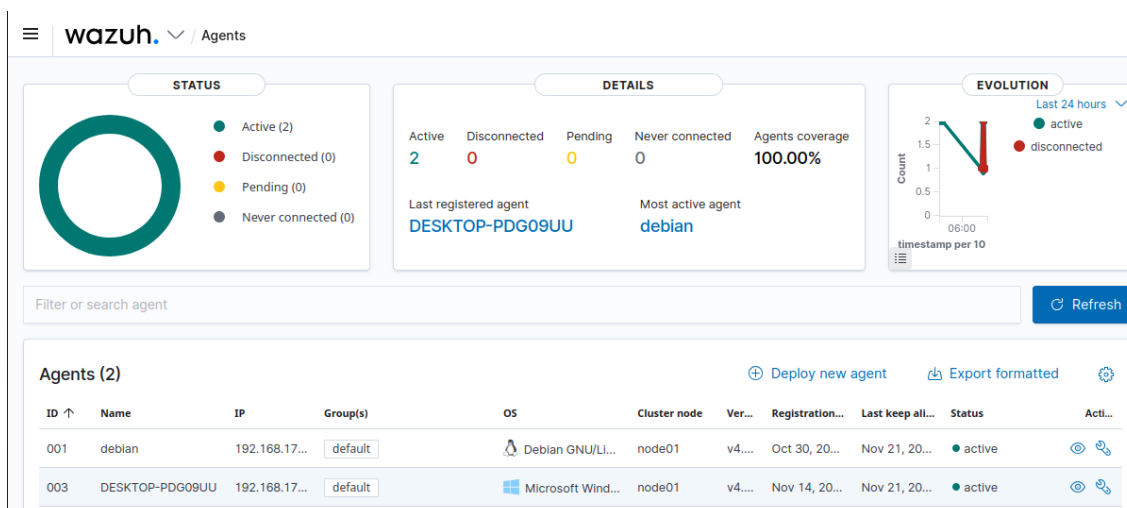 wazuh. / Agents
STATUS
Active (2)
Disconnected (0)
Pending (0)
Never connected (0)
DETAILS
Active Disconnected Pending Never connected Agents coverage
2 0 0 0 100.00%
Last registered agent Most active agent
DESKTOP-PDG09UU debian
EVOLUTION
Last 24 hours
active
disconnected
Count
2
1.5
1
0.5
0
06:00
timestamp per 10
Filter or search agent
Refresh
Agents (2) Deploy new agent Export formatted
ID Name IP Group(s) OS Cluster node Ver... Registration... Last keep ali... Status Acti...
001 debian 192.168.17... default Debian GNU/Li... node01 v4.... Oct 30, 20... Nov 21, 20... active
003 DESKTOP-PDG09UU 192.168.17... default Microsoft Wind... node01 v4.... Nov 14, 20... Nov 21, 20... active